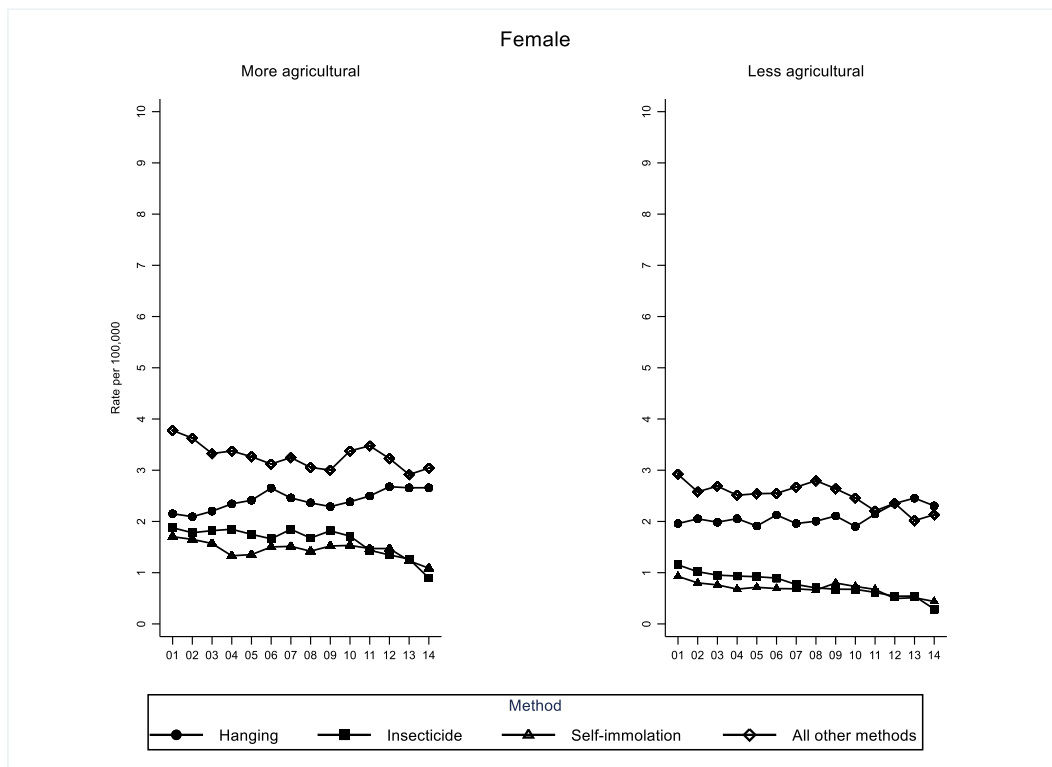 Female
More agricultural
Less agricultural
Rate per 100,000
10
9
8
7
6
5
4
3
2
1
0
01 02 03 04 05 06 07 08 09 10 11 12 13 14
10
9
8
7
6
5
4
3
2
1
0
01 02 03 04 05 06 07 08 09 10 11 12 13 14
Method
Hanging Insecticide Self-immolation All other methods